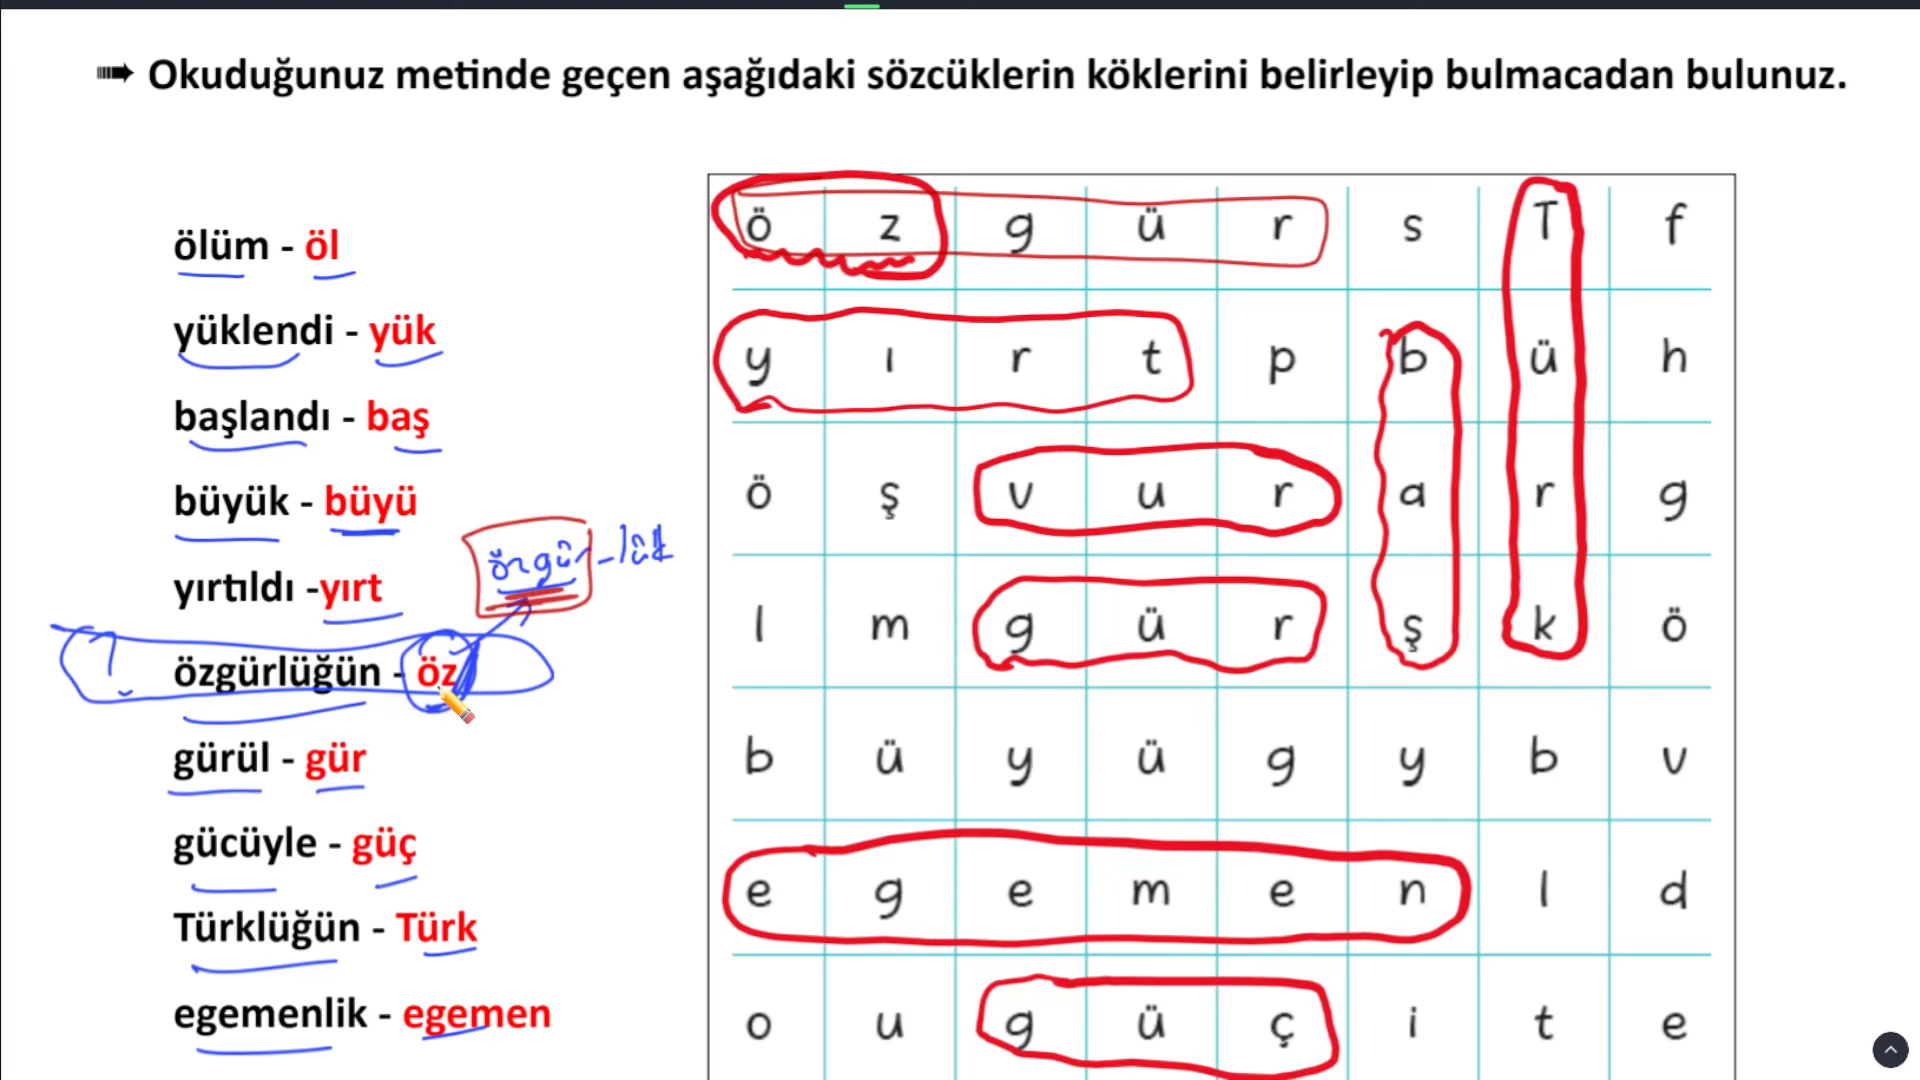 ➠ Okuduğunuz metinde geçen aşağıdaki sözcüklerin köklerini belirleyip bulmacadan bulunuz.
ölüm - öl
yüklendi - yük
başlandı - baş
büyük - büyü
özgür-lük
yırtıldı -yırt
! özgürlüğün - öz
gürül - gür
gücüyle - güç
Türklüğün - Türk
egemenlik - egemen
ö z g ü r s T f
y ı r t p b ü h
ö ş v u r a r g
l m g ü r ş k ö
b ü y ü g y b v
e g e m e n l d
o u g ü ç i t e